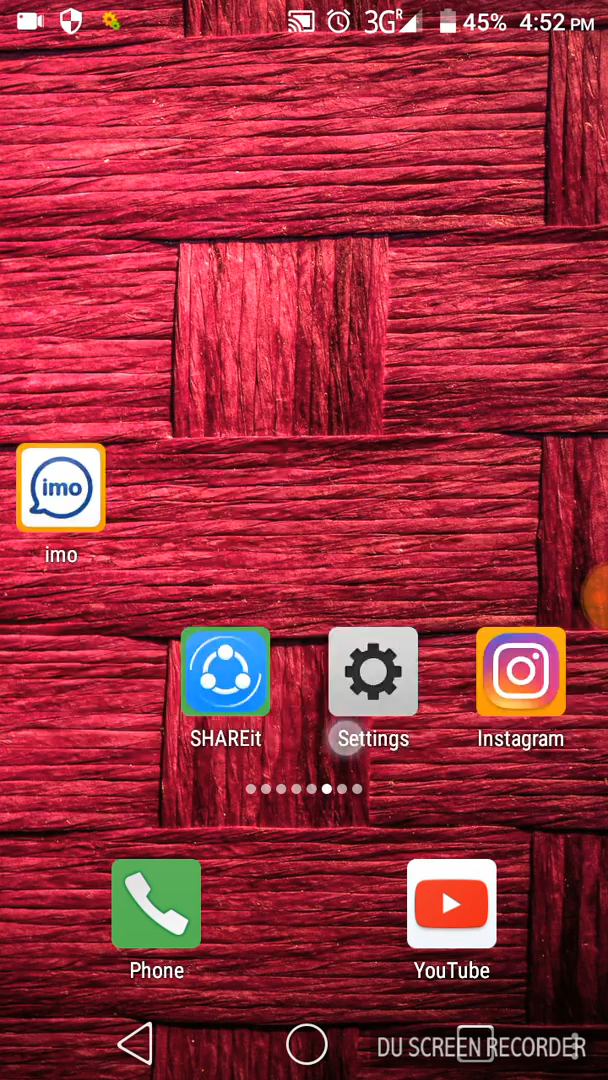 3G R 45% 4:52 PM
imo
imo
SHAREit Settings Instagram
Phone YouTube
DU SCREEN RECORDER